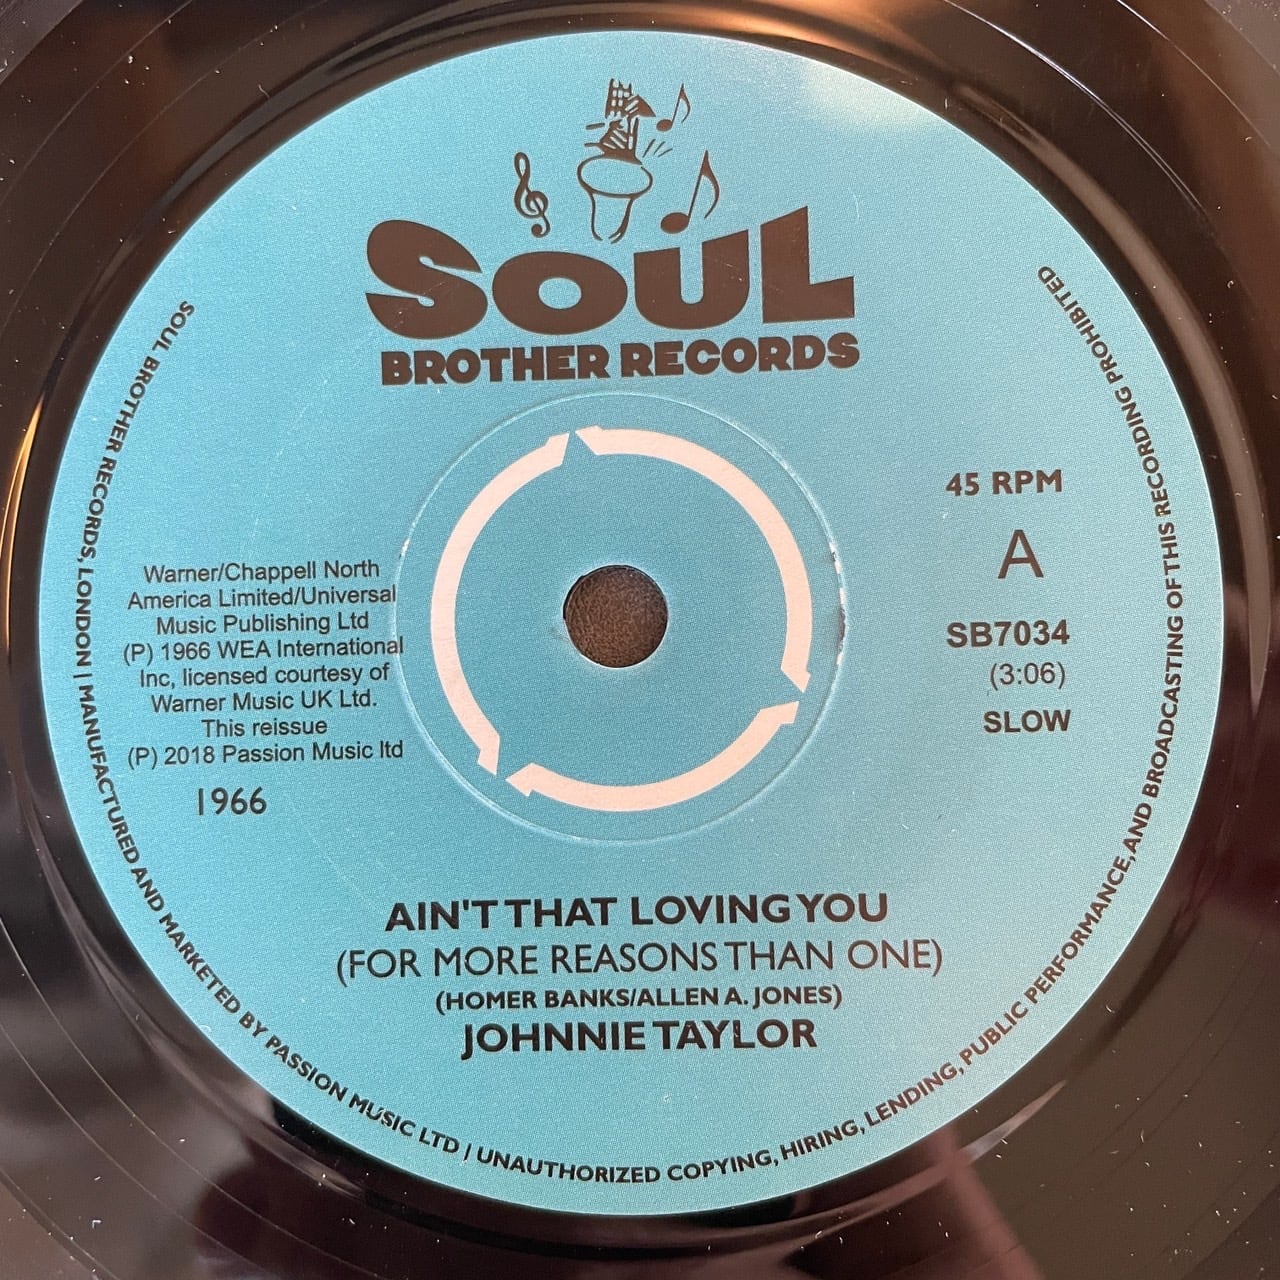 SOUL
BROTHER RECORDS
45 RPM
A
SB7034
(3:06)
SLOW
Warner/Chappell North
America Limited/Universal
Music Publishing Ltd
(P) 1966 WEA International
Inc, licensed courtesy of
Warner Music UK Ltd.
This reissue
(P) 2018 Passion Music ltd
1966
AIN'T THAT LOVING YOU
(FOR MORE REASONS THAN ONE)
(HOMER BANKS/ALLEN A. JONES)
JOHNNIE TAYLOR
SOUL BROTHER RECORDS, LONDON | MANUFACTURED AND MARKETED BY PASSION MUSIC LTD | UNAUTHORIZED COPYING, HIRING, LENDING, PUBLIC PERFORMANCE, AND BROADCASTING OF THIS RECORDING PROHIBITED